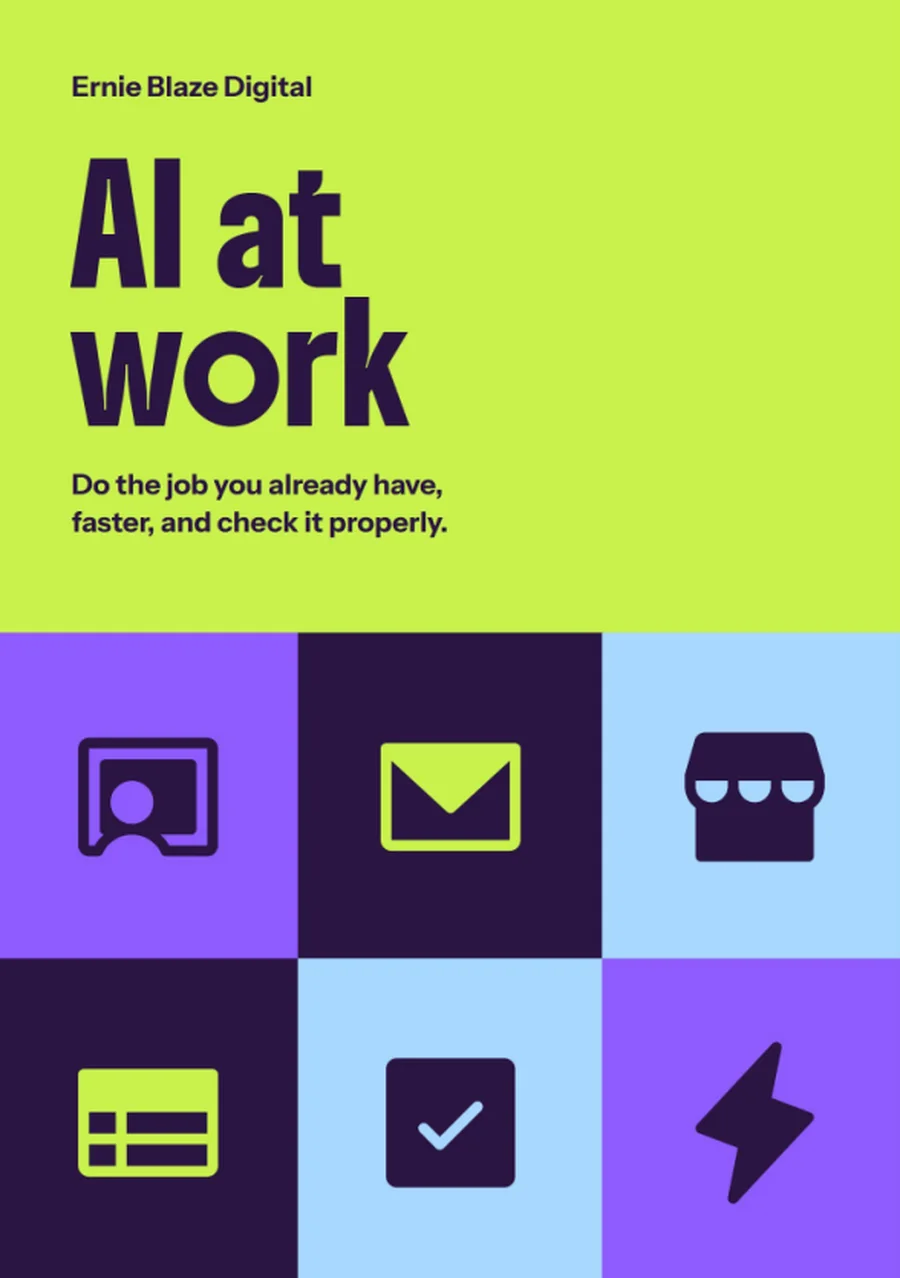 Ernie Blaze Digital
AI at
work
Do the job you already have,
faster, and check it properly.